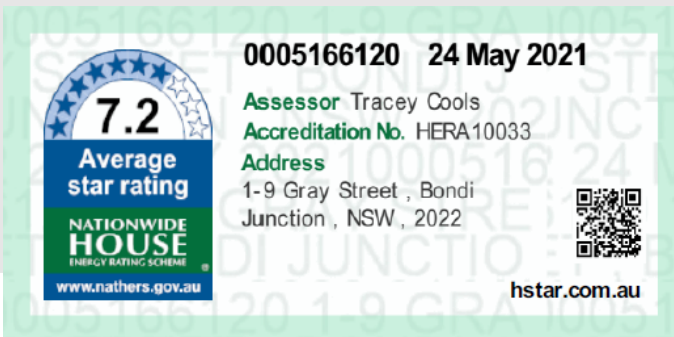 0005166120 24 May 2021
Assessor Tracey Cools
Accreditation No. HERA10033
Address
1-9 Gray Street , Bondi
Junction , NSW , 2022
hstar.com.au
7.2
Average
star rating
NATIONWIDE
HOUSE
ENERGY RATING SCHEME
www.nathers.gov.au